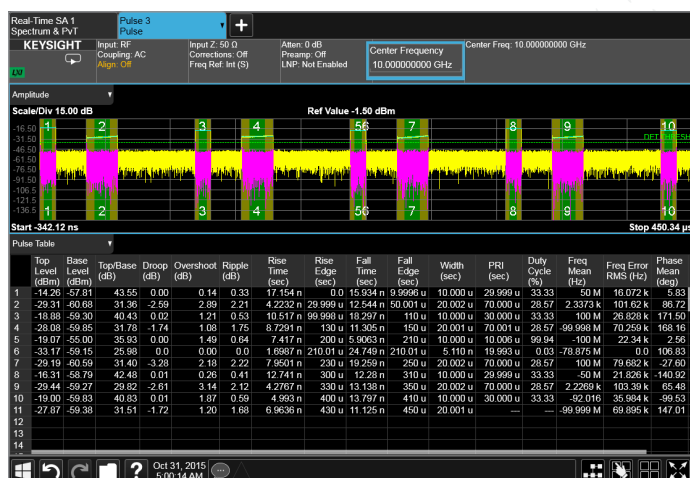 Real-Time SA 1
Spectrum & PvT
Pulse 3
Pulse
KEYSIGHT
LXI
Input: RF
Coupling: AC
Align: Off
Input Z: 50 Ω
Corrections: Off
Freq Ref: Int (S)
Atten: 0 dB
Preamp: Off
LNP: Not Enabled
Center Frequency
10.000000000 GHz
Center Freq: 10.000000000 GHz
Amplitude
Scale/Div 15.00 dB Ref Value -1.50 dBm
-16.50
-31.50
-46.50
-61.50
-76.50
-91.50
-106.5
-121.5
-136.5
1 2 3 4 5 6 7 8 9 10
DET THRESH
1 2 3 4 5 6 7 8 9 10
Start -342.12 ns Stop 450.34 µs
Pulse Table
Top Level (dBm) Base Level (dBm) Top/Base (dB) Droop (dB) Overshoot (dB) Ripple (dB) Rise Time (sec) Rise Edge (sec) Fall Time (sec) Fall Edge (sec) Width (sec) PRI (sec) Duty Cycle (%) Freq Mean (Hz) Freq Error RMS (Hz) Phase Mean (deg)
1 -14.26 -57.81 43.55 0.00 0.14 0.33 17.154 n 0.0 15.934 n 9.9996 u 10.000 u 29.999 u 33.33 50 M 16.072 k 5.83
2 -29.31 -60.68 31.36 -2.59 2.89 2.21 4.2232 n 29.999 u 12.544 n 50.001 u 20.002 u 70.000 u 28.57 2.3373 k 101.62 k 86.72
3 -18.88 -59.30 40.43 0.02 1.21 0.53 10.517 n 99.998 u 18.297 n 110 u 10.000 u 30.000 u 33.33 100 M 26.828 k 171.50
4 -28.08 -59.85 31.78 -1.74 1.08 1.75 8.7291 n 130 u 11.305 n 150 u 20.001 u 70.001 u 28.57 -99.998 M 70.259 k 168.16
5 -19.07 -55.00 35.93 0.00 1.49 0.64 7.417 n 200 u 5.9063 n 210 u 10.000 u 10.006 u 99.94 -100 M 22.34 k 2.56
6 -33.17 -59.15 25.98 0.0 0.0 0.0 1.6987 n 210.01 u 24.749 n 210.01 u 5.110 n 19.993 u 0.03 -78.875 M 0.0 106.83
7 -29.19 -60.59 31.40 -3.28 2.18 2.22 7.9501 n 230 u 19.259 n 250 u 20.002 u 70.000 u 28.57 100 M 79.682 k -27.60
8 -16.31 -58.79 42.48 0.01 0.26 0.41 12.741 n 300 u 12.28 n 310 u 10.000 u 29.999 u 33.33 -50 M 21.826 k -140.92
9 -29.44 -59.27 29.82 -2.61 3.14 2.12 4.2767 n 330 u 13.138 n 350 u 20.002 u 70.000 u 28.57 2.2269 k 103.39 k 65.48
10 -19.00 -59.83 40.83 0.01 1.87 0.59 4.993 n 400 u 13.797 n 410 u 10.000 u 30.000 u 33.33 -92.016 35.984 k -99.53
11 -27.87 -59.38 31.51 -1.72 1.20 1.68 6.9636 n 430 u 11.125 n 450 u 20.001 u --- --- -99.999 M 69.895 k 147.01
12
13
14
? Oct 31, 2015
5:00:14 AM